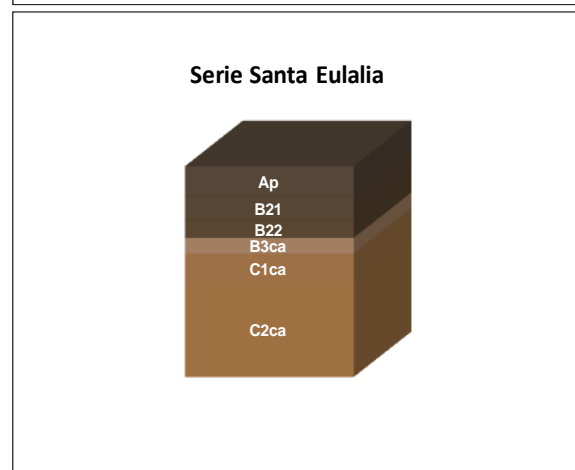 Serie Santa Eulalia
Ap
B21
B22
B3ca
C1ca
C2ca